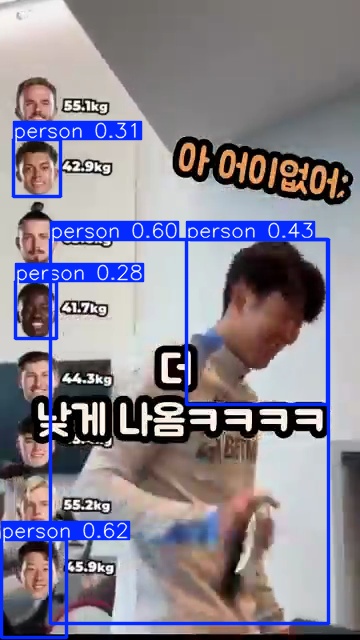 55.1kg
person 0.31
42.9kg
아 어이없어;
person 0.60
person 0.43
person 0.28
41.7kg
더
44.3kg
낮게 나옴ㅋㅋㅋㅋ
55.2kg
person 0.62
45.9kg